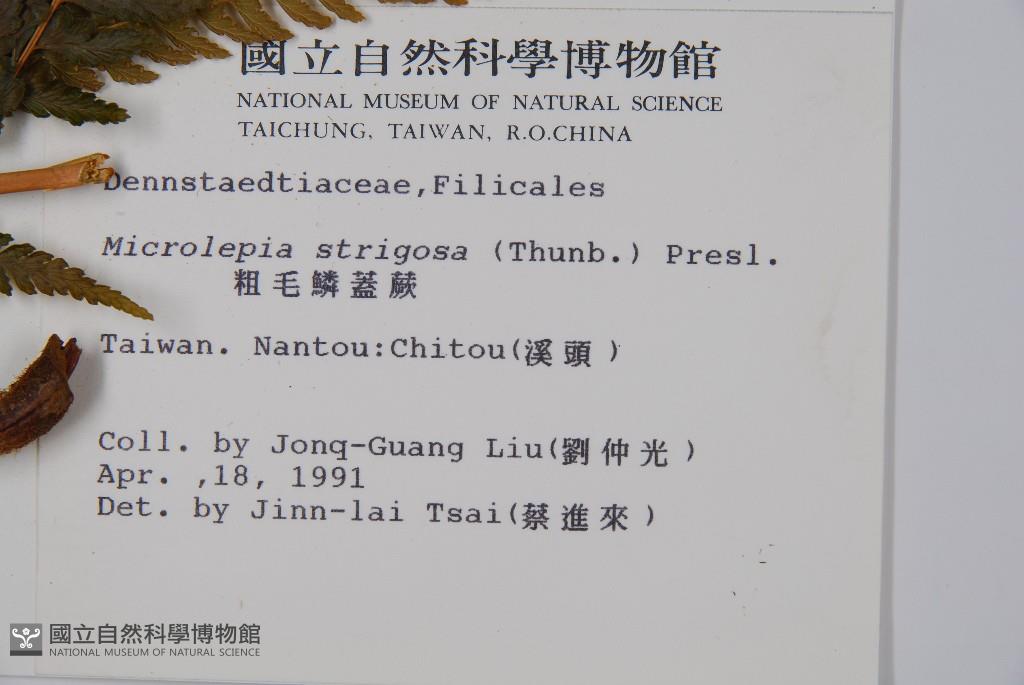 國立自然科學博物館
NATIONAL MUSEUM OF NATURAL SCIENCE
TAICHUNG, TAIWAN, R.O.CHINA
Dennstaedtiaceae,Filicales
Microlepia strigosa (Thunb.) Presl.
粗毛鱗蓋蕨
Taiwan. Nantou:Chitou(溪頭)
Coll. by Jong-Guang Liu(劉仲光)
Apr. ,18, 1991
Det. by Jinn-lai Tsai(蔡進來)
國立自然科學博物館
NATIONAL MUSEUM OF NATURAL SCIENCE